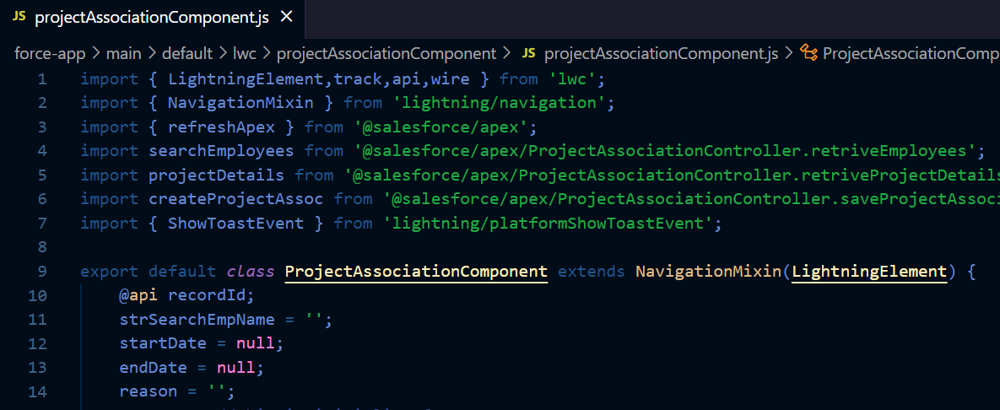 JS projectAssociationComponent.js ×
force-app > main > default > lwc > projectAssociationComponent > JS projectAssociationComponent.js > ProjectAssociationComp
1 import { LightningElement,track,api,wire } from 'lwc';
2 import { NavigationMixin } from 'lightning/navigation';
3 import { refreshApex } from '@salesforce/apex';
4 import searchEmployees from '@salesforce/apex/ProjectAssociationController.retriveEmployees';
5 import projectDetails from '@salesforce/apex/ProjectAssociationController.retriveProjectDetails
6 import createProjectAssoc from '@salesforce/apex/ProjectAssociationController.saveProjectAssoci
7 import { ShowToastEvent } from 'lightning/platformShowToastEvent';
8
9 export default class ProjectAssociationComponent extends NavigationMixin(LightningElement) {
10 @api recordId;
11 strSearchEmpName = '';
12 startDate = null;
13 endDate = null;
14 reason = '';